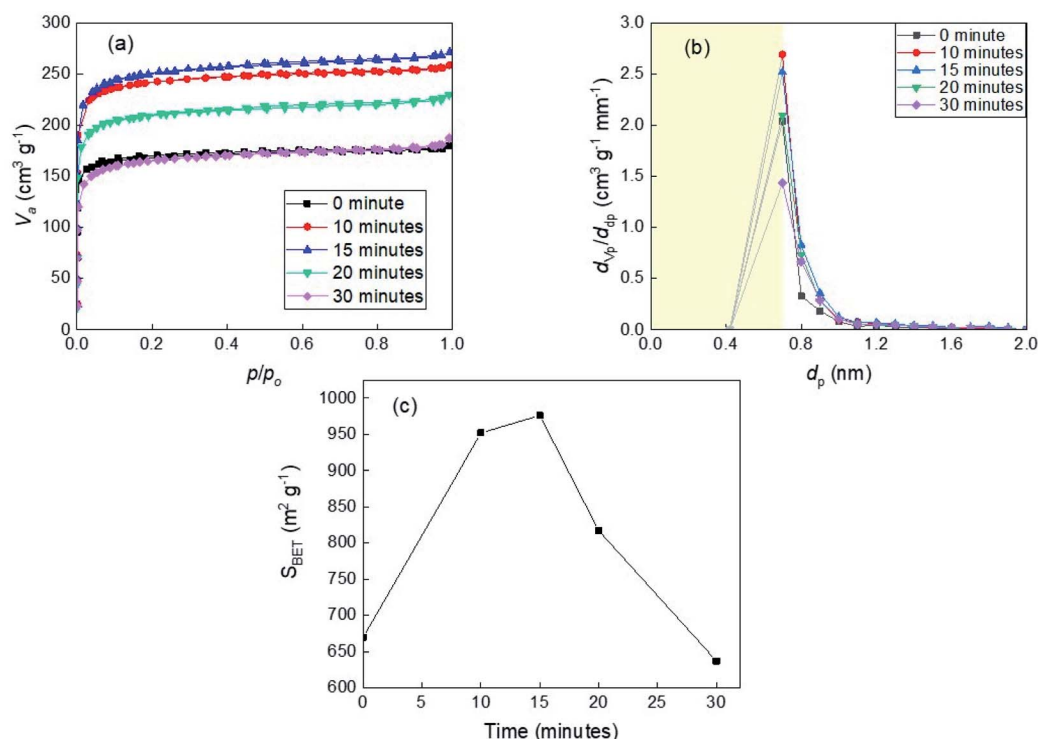 (a)
300
250
200
150
100
50
0
Va (cm³ g⁻¹)
0 minute
10 minutes
15 minutes
20 minutes
30 minutes
0.0 0.2 0.4 0.6 0.8 1.0
p/po
(b)
3.0
2.5
2.0
1.5
1.0
0.5
0.0
dVp/ddp (cm³ g⁻¹ mm⁻¹)
0 minute
10 minutes
15 minutes
20 minutes
30 minutes
0.0 0.4 0.8 1.2 1.6 2.0
dp (nm)
(c)
1000
950
900
850
800
750
700
650
600
SBET (m² g⁻¹)
0 5 10 15 20 25 30
Time (minutes)